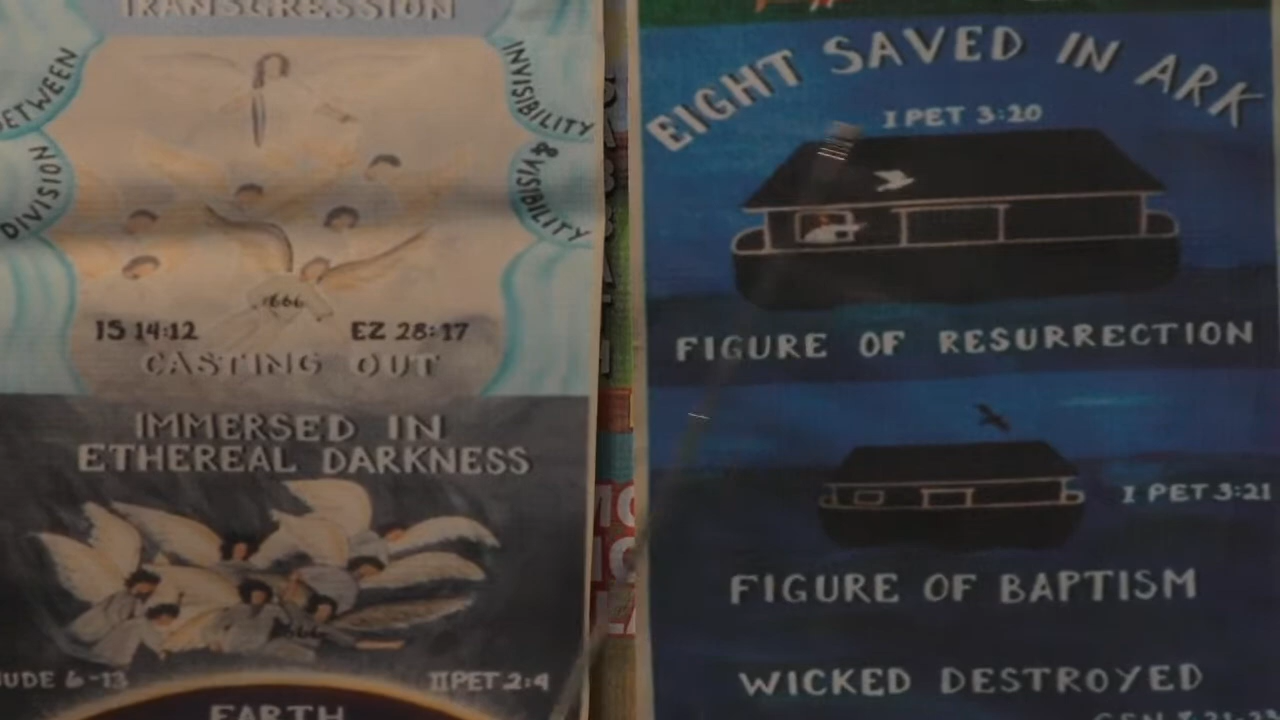 TRANSGRESSION
BETWEEN
DIVISION
INVISIBILITY
& VISIBILITY
666
IS 14:12
EZ 28:17
CASTING OUT
IMMERSED IN
ETHEREAL DARKNESS
JUDE 6-13
II PET 2:4
EARTH
EIGHT SAVED IN ARK
I PET 3:20
FIGURE OF RESURRECTION
I PET 3:21
FIGURE OF BAPTISM
WICKED DESTROYED